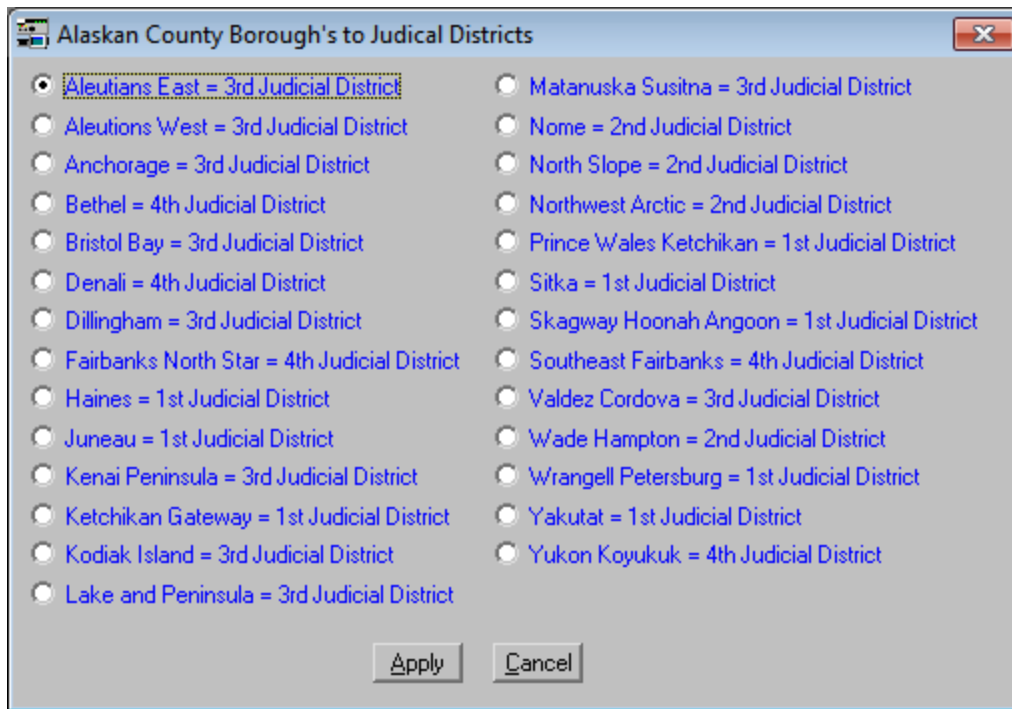 Alaskan County Borough's to Judical Districts
Aleutians East = 3rd Judicial District
Aleutions West = 3rd Judicial District
Anchorage = 3rd Judicial District
Bethel = 4th Judicial District
Bristol Bay = 3rd Judicial District
Denali = 4th Judicial District
Dillingham = 3rd Judicial District
Fairbanks North Star = 4th Judicial District
Haines = 1st Judicial District
Juneau = 1st Judicial District
Kenai Peninsula = 3rd Judicial District
Ketchikan Gateway = 1st Judicial District
Kodiak Island = 3rd Judicial District
Lake and Peninsula = 3rd Judicial District
Matanuska Susitna = 3rd Judicial District
Nome = 2nd Judicial District
North Slope = 2nd Judicial District
Northwest Arctic = 2nd Judicial District
Prince Wales Ketchikan = 1st Judicial District
Sitka = 1st Judicial District
Skagway Hoonah Angoon = 1st Judicial District
Southeast Fairbanks = 4th Judicial District
Valdez Cordova = 3rd Judicial District
Wade Hampton = 2nd Judicial District
Wrangell Petersburg = 1st Judicial District
Yakutat = 1st Judicial District
Yukon Koyukuk = 4th Judicial District
Apply
Cancel